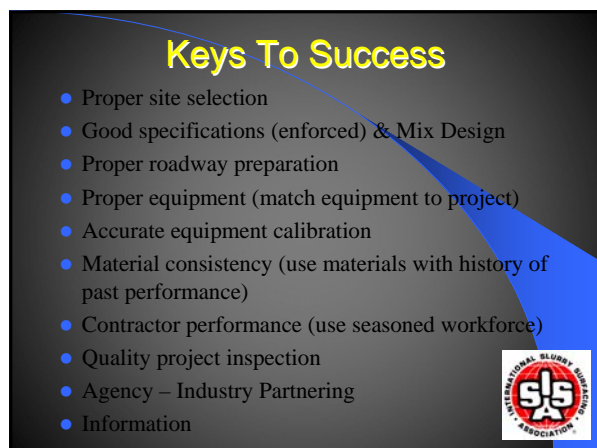 Keys To Success
Proper site selection
Good specifications (enforced) & Mix Design
Proper roadway preparation
Proper equipment (match equipment to project)
Accurate equipment calibration
Material consistency (use materials with history of
past performance)
Contractor performance (use seasoned workforce)
Quality project inspection
Agency – Industry Partnering
Information
INTERNATIONAL SLURRY SURFACING
ISSA
ASSOCIATION